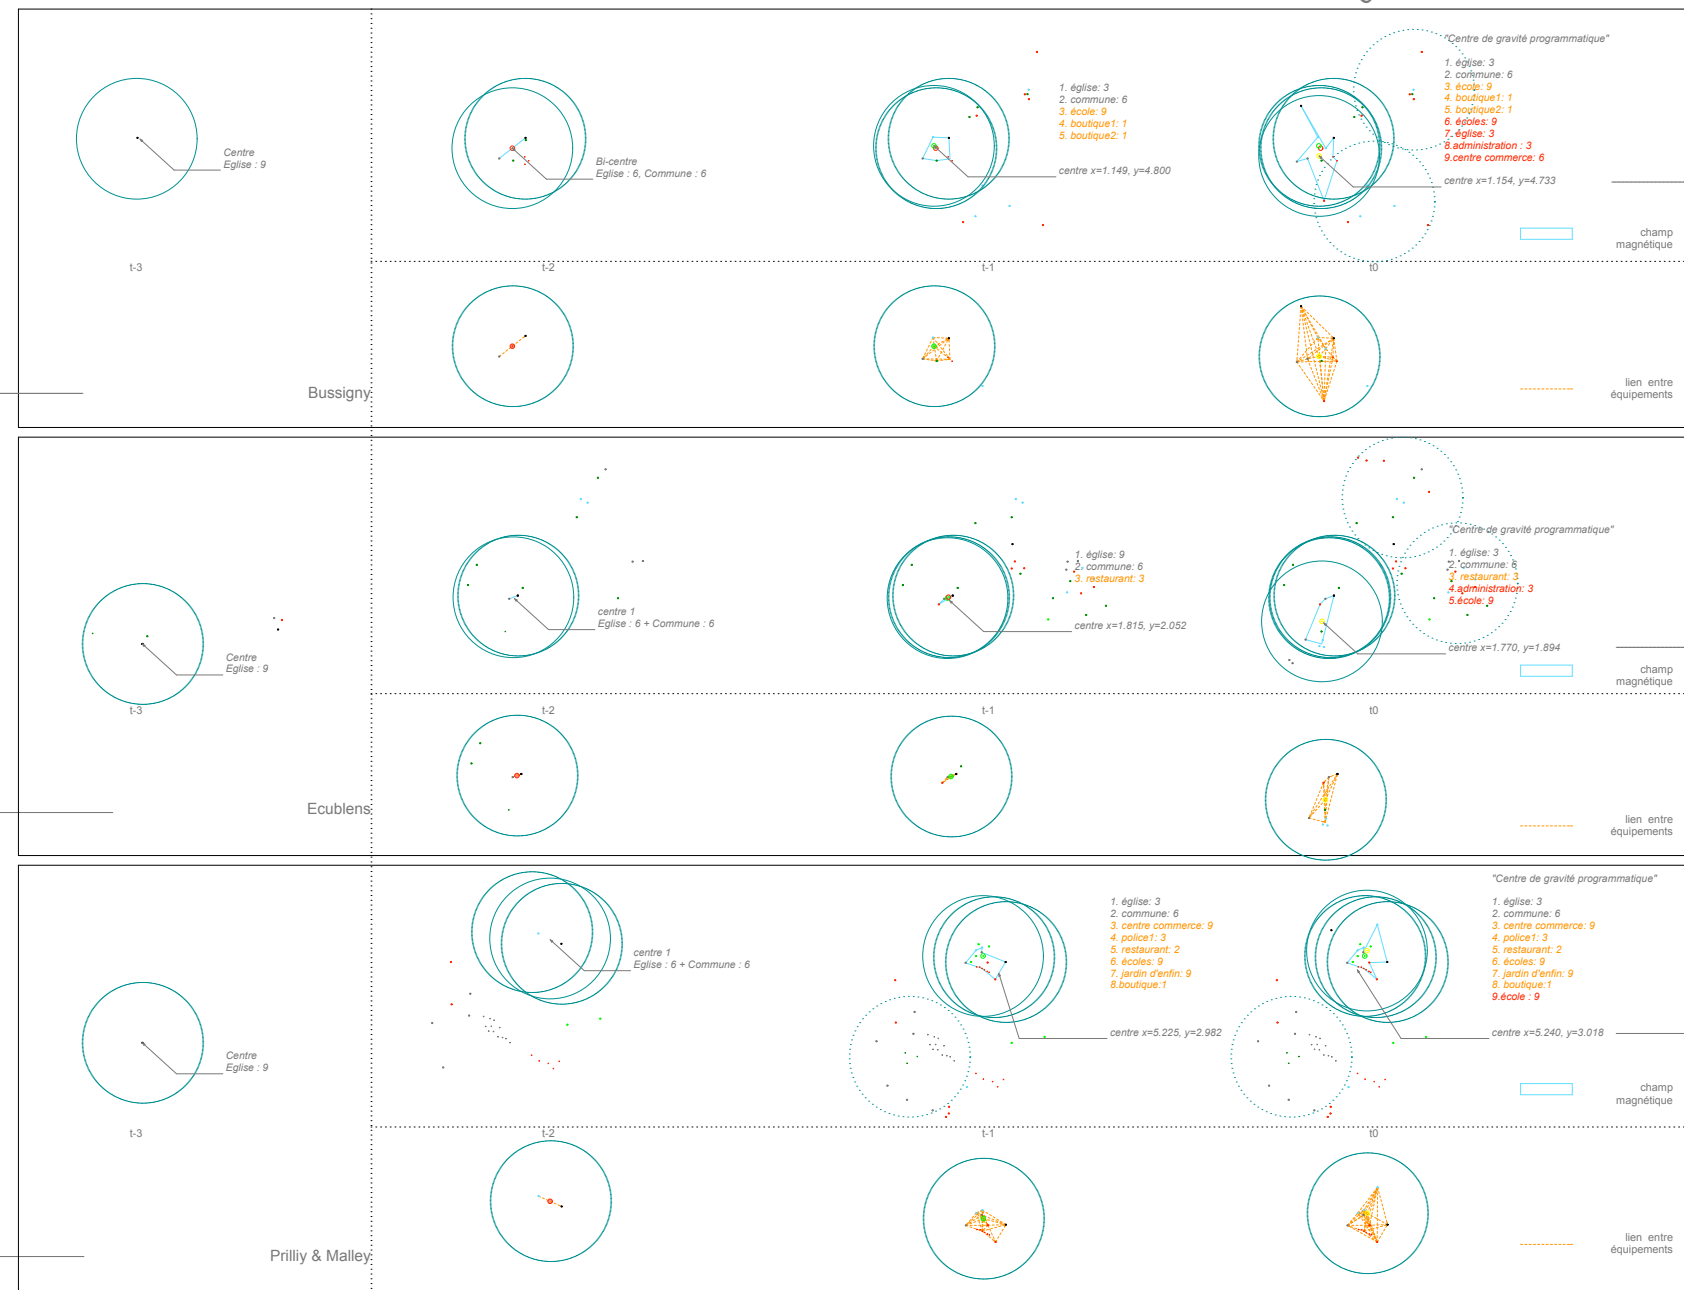 Centre
Eglise : 9
Bi-centre
Eglise : 6, Commune : 6
1. église: 3
2. commune: 6
3. école: 9
4. boutique1: 1
5. boutique2: 1
centre x=1.149, y=4.800
"Centre de gravité programmatique"
1. église: 3
2. commune: 6
3. école: 9
4. boutique1: 1
5. boutique2: 1
6. écoles: 9
7. église: 3
8.administration : 3
9.centre commerce: 6
centre x=1.154, y=4.733
champ
magnétique
t-3
t-2
t-1
t0
Bussigny
lien entre
équipements
Centre
Eglise : 9
centre 1
Eglise : 6 + Commune : 6
1. église: 9
2. commune: 6
3. restaurant: 3
centre x=1.815, y=2.052
"Centre de gravité programmatique"
1. église: 3
2. commune: 6
3. restaurant: 3
4.administration: 3
5.école: 9
centre x=1.770, y=1.894
champ
magnétique
t-3
t-2
t-1
t0
Ecublens
lien entre
équipements
Centre
Eglise : 9
centre 1
Eglise : 6 + Commune : 6
1. église: 3
2. commune: 6
3. centre commerce: 9
4. police1: 3
5. restaurant: 2
6. écoles: 9
7. jardin d'enfin: 9
8.boutique:1
centre x=5.225, y=2.982
"Centre de gravité programmatique"
1. église: 3
2. commune: 6
3. centre commerce: 9
4. police1: 3
5. restaurant: 2
6. écoles: 9
7. jardin d'enfin: 9
8. boutique:1
9.école : 9
centre x=5.240, y=3.018
champ
magnétique
t-3
t-2
t-1
t0
Prilliy & Malley
lien entre
équipements